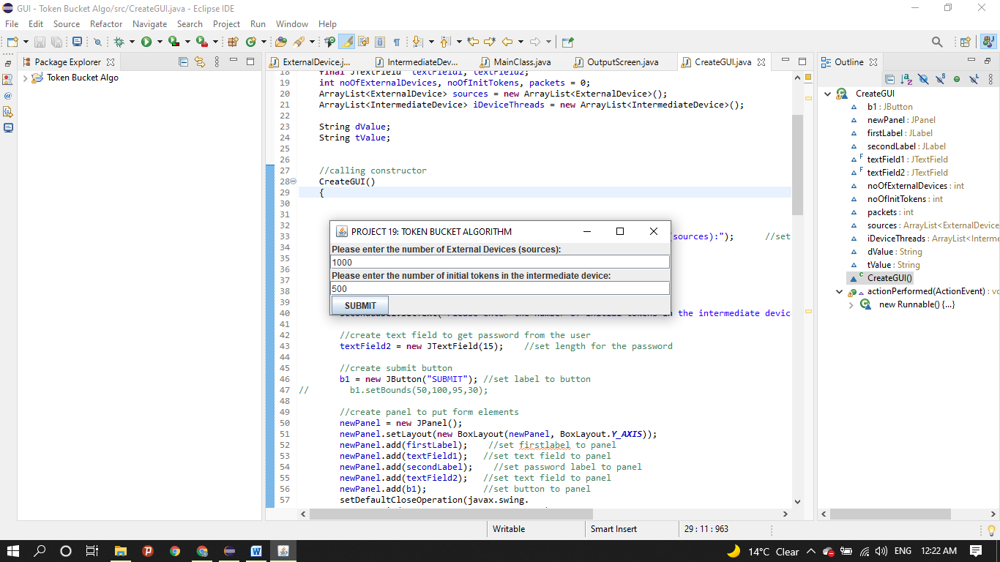 GUI - Token Bucket Algo/src/CreateGUI.java - Eclipse IDE
File Edit Source Refactor Navigate Search Project Run Window Help
Package Explorer
Token Bucket Algo
ExternalDevice.j...
IntermediateDev...
MainClass.java
OutputScreen.java
CreateGUI.java
18 final JTextField textField1, textField2;
19 int noOfExternalDevices, noOfInitTokens, packets = 0;
20 ArrayList<ExternalDevice> sources = new ArrayList<ExternalDevice>();
21 ArrayList<IntermediateDevice> iDeviceThreads = new ArrayList<IntermediateDevice>();
22
23 String dValue;
24 String tValue;
25
26
27 //calling constructor
28 CreateGUI()
29 {
30
31
32
33 (sources):"); //set
34
35
36
37
38
39
40 secondLabel.setText("Please enter the number of initial tokens in the intermediate devic
41
42 //create text field to get password from the user
43 textField2 = new JTextField(15); //set length for the password
44
45 //create submit button
46 b1 = new JButton("SUBMIT"); //set label to button
47 // b1.setBounds(50,100,95,30);
48
49 //create panel to put form elements
50 newPanel = new JPanel();
51 newPanel.setLayout(new BoxLayout(newPanel, BoxLayout.Y_AXIS));
52 newPanel.add(firstLabel); //set firstlabel to panel
53 newPanel.add(textField1); //set text field to panel
54 newPanel.add(secondLabel); //set password label to panel
55 newPanel.add(textField2); //set text field to panel
56 newPanel.add(b1); //set button to panel
57 setDefaultCloseOperation(javax.swing.
PROJECT 19: TOKEN BUCKET ALGORITHM
Please enter the number of External Devices (sources):
1000
Please enter the number of initial tokens in the intermediate device:
500
SUBMIT
Outline
CreateGUI
b1 : JButton
newPanel : JPanel
firstLabel : JLabel
secondLabel : JLabel
textField1 : JTextField
textField2 : JTextField
noOfExternalDevices : int
noOfInitTokens : int
packets : int
sources : ArrayList<ExternalDevice
iDeviceThreads : ArrayList<Interme
dValue : String
tValue : String
CreateGUI()
actionPerformed(ActionEvent) : vo
new Runnable() {...}
Writable
Smart Insert
29 : 11 : 963
14°C Clear
ENG
12:22 AM